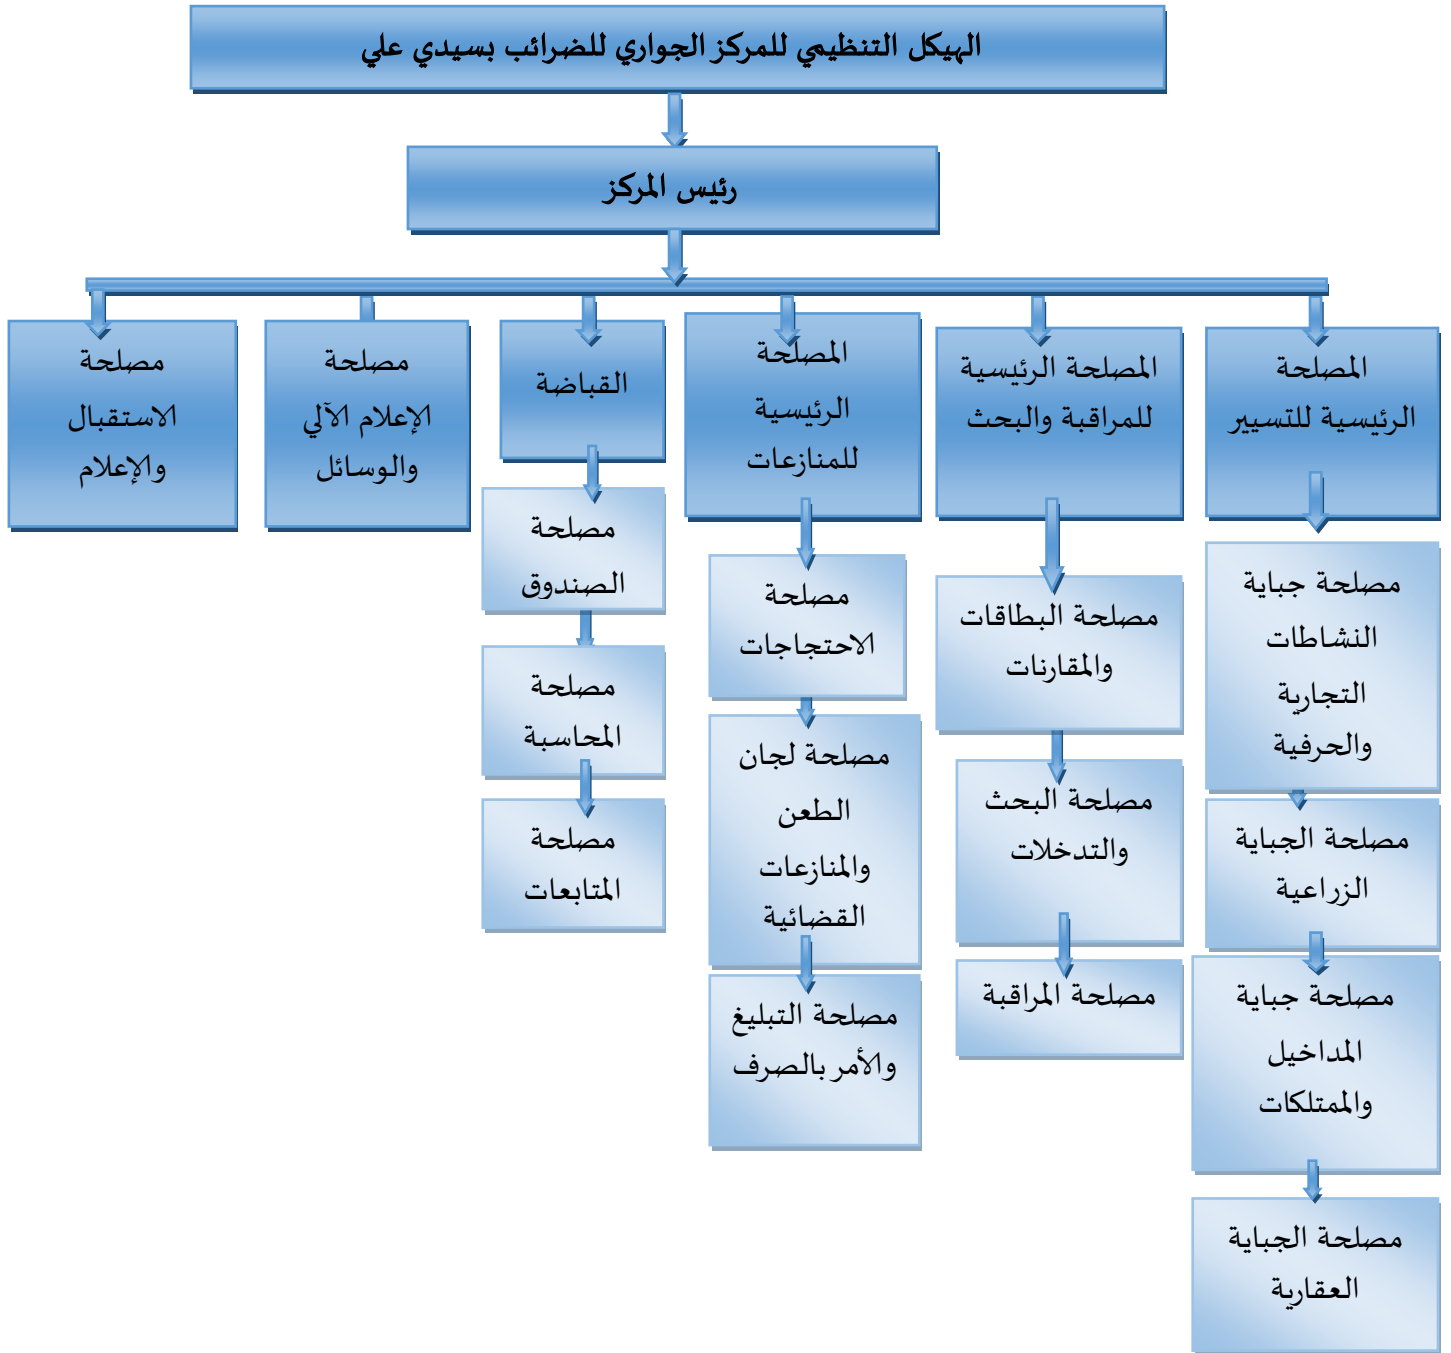 الهيكل التنظيمي للمركز الجواري للضرائب بسيدي علي
رئيس المركز
المصلحة
الرئيسية للتسيير
المصلحة الرئيسية
للمراقبة والبحث
المصلحة
الرئيسية
للمنازعات
القباضة
مصلحة
الإعلام الآلي
والوسائل
مصلحة
الاستقبال
والإعلام
مصلحة جباية
النشاطات
التجارية
والحرفية
مصلحة الجباية
الزراعية
مصلحة جباية
المداخيل
والممتلكات
مصلحة الجباية
العقارية
مصلحة البطاقات
والمقارنات
مصلحة البحث
والتدخلات
مصلحة المراقبة
مصلحة
الاحتجاجات
مصلحة لجان
الطعن
والمنازعات
القضائية
مصلحة التبليغ
والأمر بالصرف
مصلحة
الصندوق
مصلحة
المحاسبة
مصلحة
المتابعات